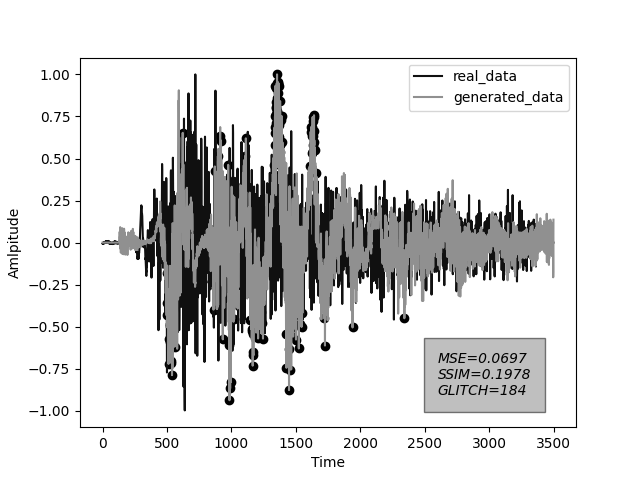 real_data
generated_data
1.00
0.75
0.50
0.25
0.00
−0.25
−0.50
−0.75
−1.00
Amlpitude
MSE=0.0697
SSIM=0.1978
GLITCH=184
0 500 1000 1500 2000 2500 3000 3500
Time